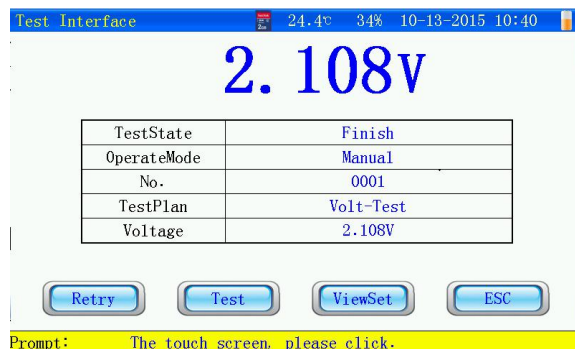 Test Interface 24.4℃ 34% 10-13-2015 10:40
2.108V
TestState Finish
OperateMode Manual
No. 0001
TestPlan Volt-Test
Voltage 2.108V
Retry Test ViewSet ESC
Prompt: The touch screen, please click.